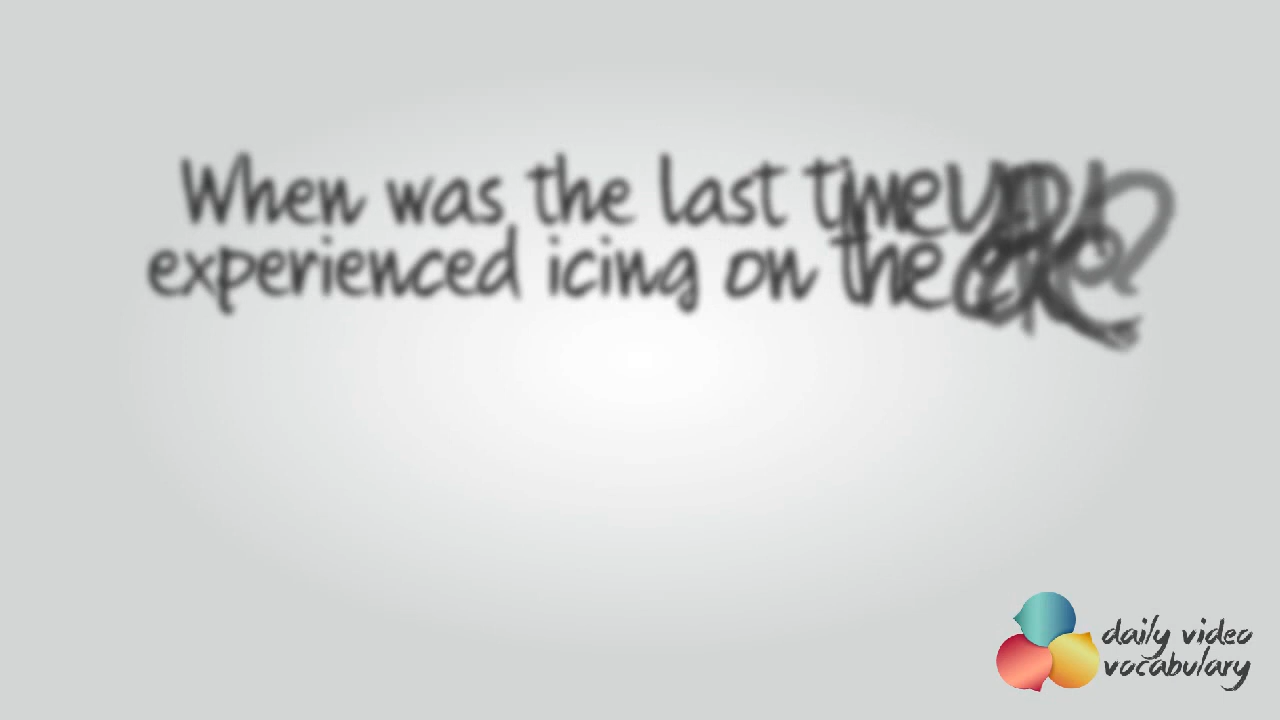 When was the last time
experienced icing on the
daily video
vocabulary